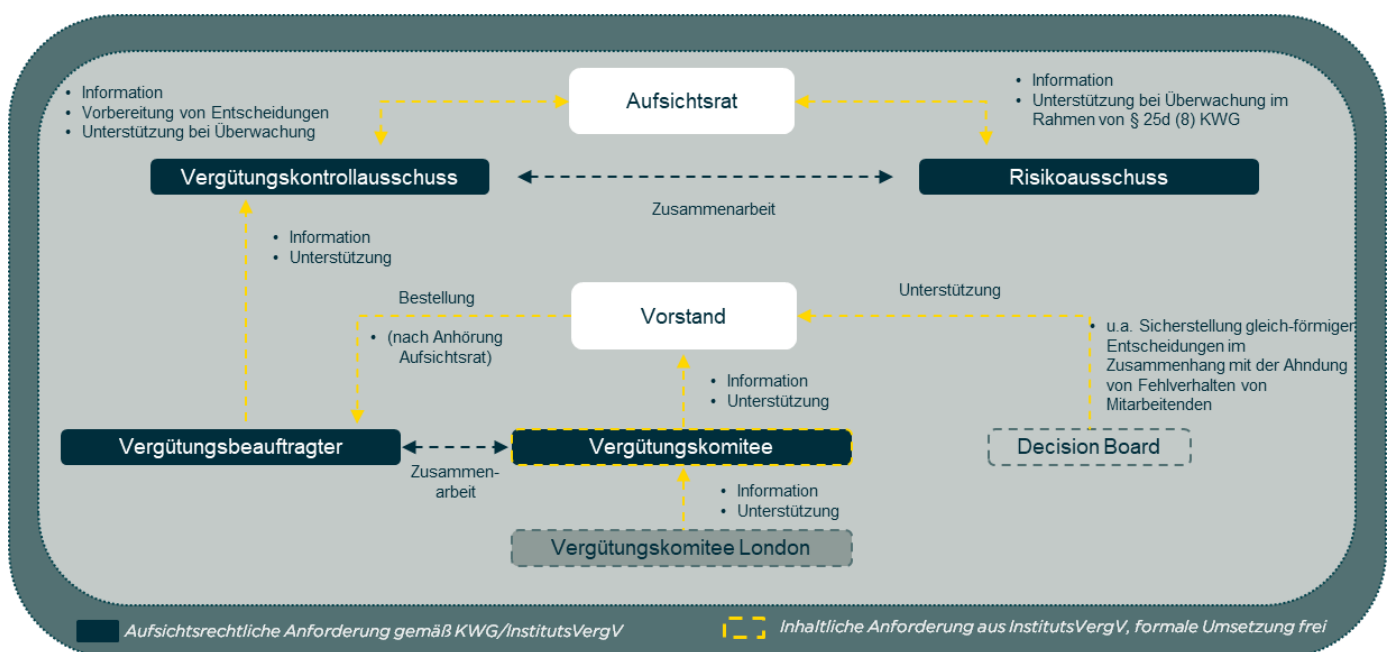 Aufsichtsrat
• Information
• Vorbereitung von Entscheidungen
• Unterstützung bei Überwachung
• Information
• Unterstützung bei Überwachung im
Rahmen von § 25d (8) KWG
Vergütungskontrollausschuss
Risikoausschuss
Zusammenarbeit
• Information
• Unterstützung
Bestellung
• (nach Anhörung
Aufsichtsrat)
Vorstand
Unterstützung
• u.a. Sicherstellung gleich-förmiger
Entscheidungen im
Zusammenhang mit der Ahndung
von Fehlverhalten von
Mitarbeitenden
• Information
• Unterstützung
Vergütungsbeauftragter
Zusammen-
arbeit
Vergütungskomitee
Decision Board
• Information
• Unterstützung
Vergütungskomitee London
Aufsichtsrechtliche Anforderung gemäß KWG/InstitutsVergV
Inhaltliche Anforderung aus InstitutsVergV, formale Umsetzung frei